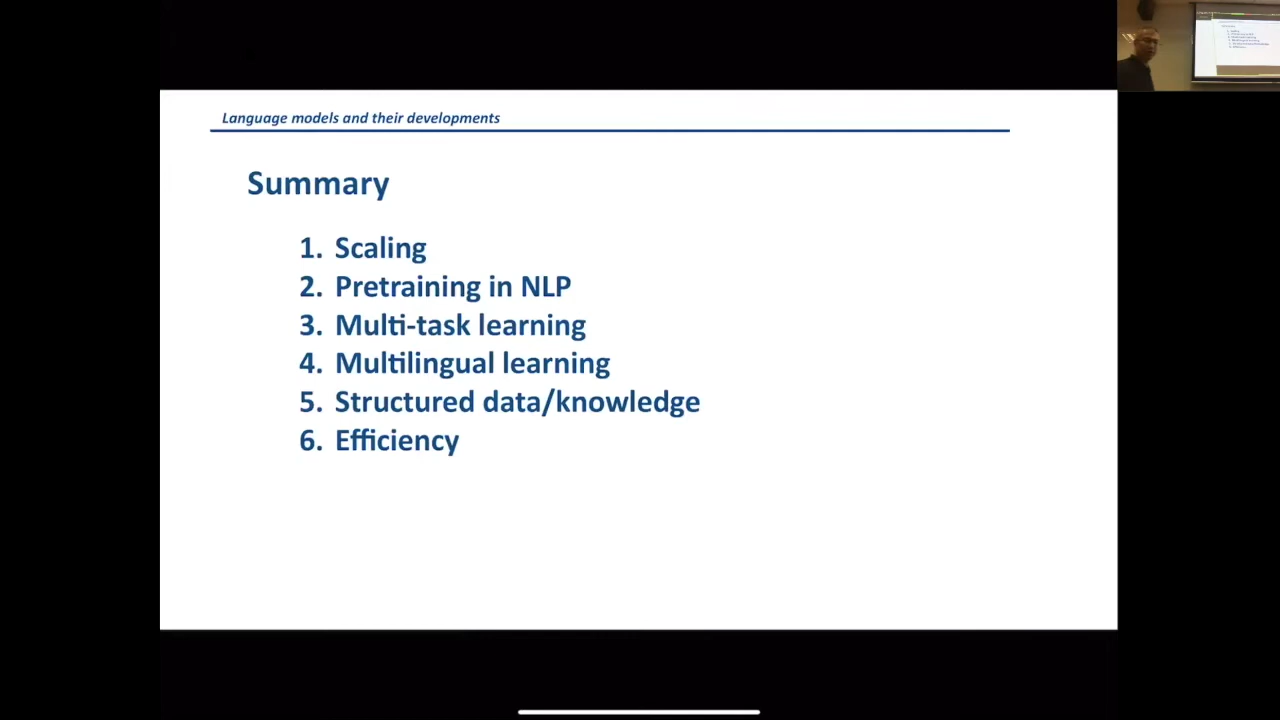 Language models and their developments
Summary
1. Scaling
2. Pretraining in NLP
3. Multi-task learning
4. Multilingual learning
5. Structured data/knowledge
6. Efficiency